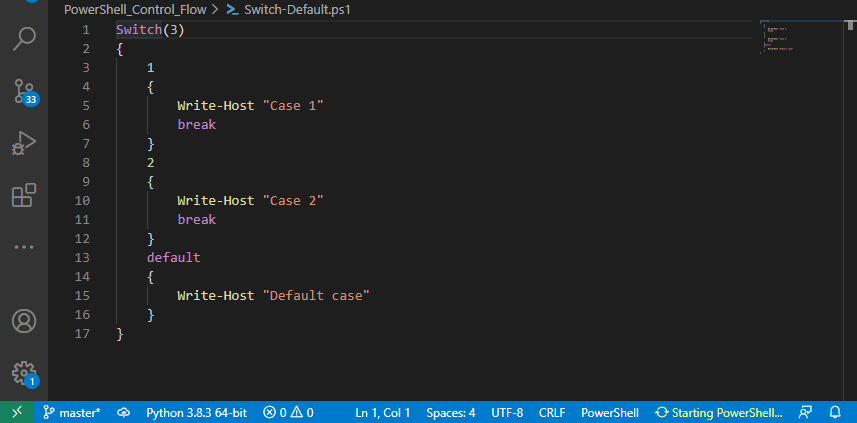 PowerShell_Control_Flow > Switch-Default.ps1
1 Switch(3)
2 {
3     1
4     {
5         Write-Host "Case 1"
6         break
7     }
8     2
9     {
10         Write-Host "Case 2"
11         break
12     }
13     default
14     {
15         Write-Host "Default case"
16     }
17 }
33
1
master* Python 3.8.3 64-bit 0 0 Ln 1, Col 1 Spaces: 4 UTF-8 CRLF PowerShell Starting PowerShell...